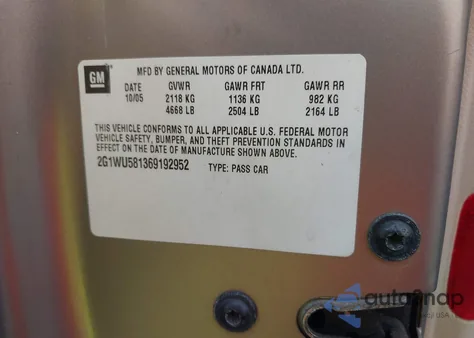 GM
MFD BY GENERAL MOTORS OF CANADA LTD.
DATE GVWR GAWR FRT GAWR RR
10/05 2118 KG 1136 KG 982 KG
4668 LB 2504 LB 2164 LB
THIS VEHICLE CONFORMS TO ALL APPLICABLE U.S. FEDERAL MOTOR
VEHICLE SAFETY, BUMPER, AND THEFT PREVENTION STANDARDS IN
EFFECT ON THE DATE OF MANUFACTURE SHOWN ABOVE.
2G1WU581369192952 TYPE: PASS CAR